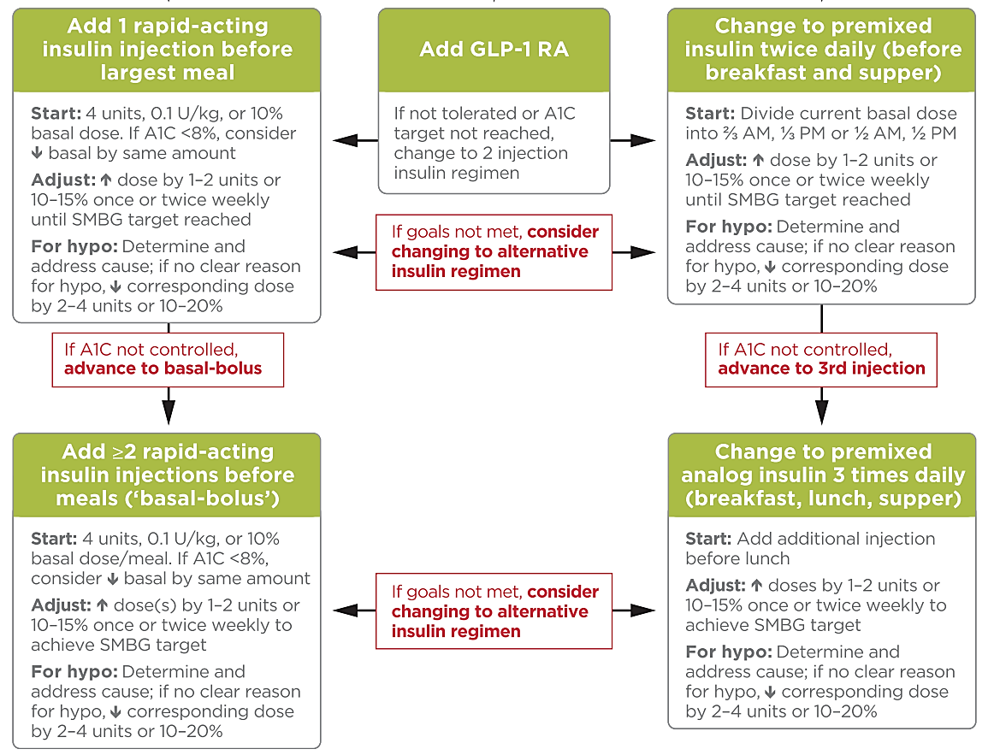 Add 1 rapid-acting
insulin injection before
largest meal
Start: 4 units, 0.1 U/kg, or 10%
basal dose. If A1C <8%, consider
↓ basal by same amount
Adjust: ↑ dose by 1–2 units or
10–15% once or twice weekly
until SMBG target reached
For hypo: Determine and
address cause; if no clear reason
for hypo, ↓ corresponding dose
by 2–4 units or 10–20%
Add GLP-1 RA
If not tolerated or A1C
target not reached,
change to 2 injection
insulin regimen
Change to premixed
insulin twice daily (before
breakfast and supper)
Start: Divide current basal dose
into ⅔ AM, ⅓ PM or ½ AM, ½ PM
Adjust: ↑ dose by 1–2 units or
10–15% once or twice weekly
until SMBG target reached
For hypo: Determine and
address cause; if no clear reason
for hypo, ↓ corresponding dose
by 2–4 units or 10–20%
If goals not met, consider
changing to alternative
insulin regimen
If A1C not controlled,
advance to basal-bolus
If A1C not controlled,
advance to 3rd injection
Add ≥2 rapid-acting
insulin injections before
meals (‘basal-bolus’)
Start: 4 units, 0.1 U/kg, or 10%
basal dose/meal. If A1C <8%,
consider ↓ basal by same amount
Adjust: ↑ dose(s) by 1–2 units or
10–15% once or twice weekly to
achieve SMBG target
For hypo: Determine and
address cause; if no clear reason
for hypo, ↓ corresponding dose
by 2–4 units or 10–20%
If goals not met, consider
changing to alternative
insulin regimen
Change to premixed
analog insulin 3 times daily
(breakfast, lunch, supper)
Start: Add additional injection
before lunch
Adjust: ↑ doses by 1–2 units or
10–15% once or twice weekly to
achieve SMBG target
For hypo: Determine and
address cause; if no clear reason
for hypo, ↓ corresponding dose
by 2–4 units or 10–20%